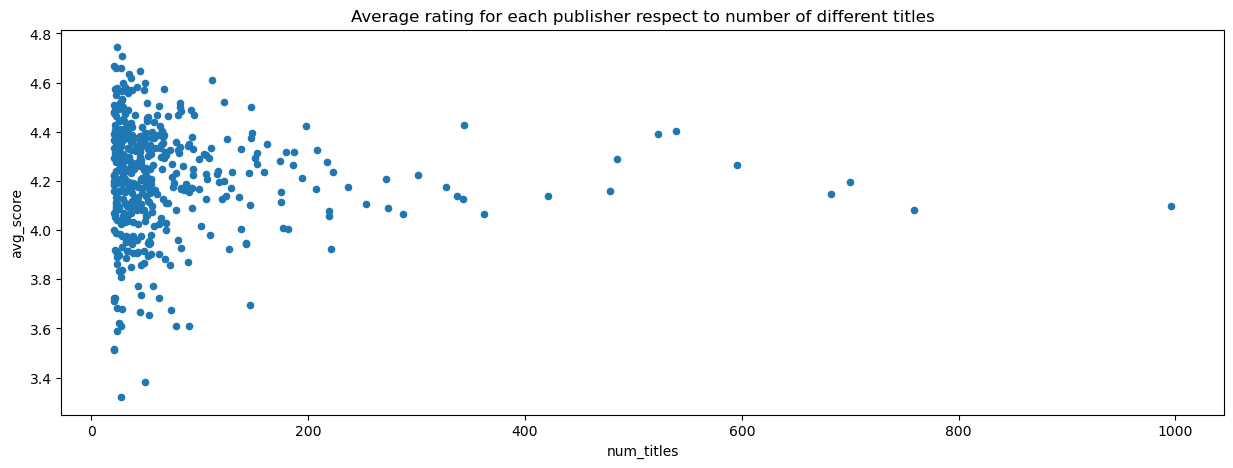 Average rating for each publisher respect to number of different titles
avg_score
4.8
4.6
4.4
4.2
4.0
3.8
3.6
3.4
0 200 400 600 800 1000
num_titles